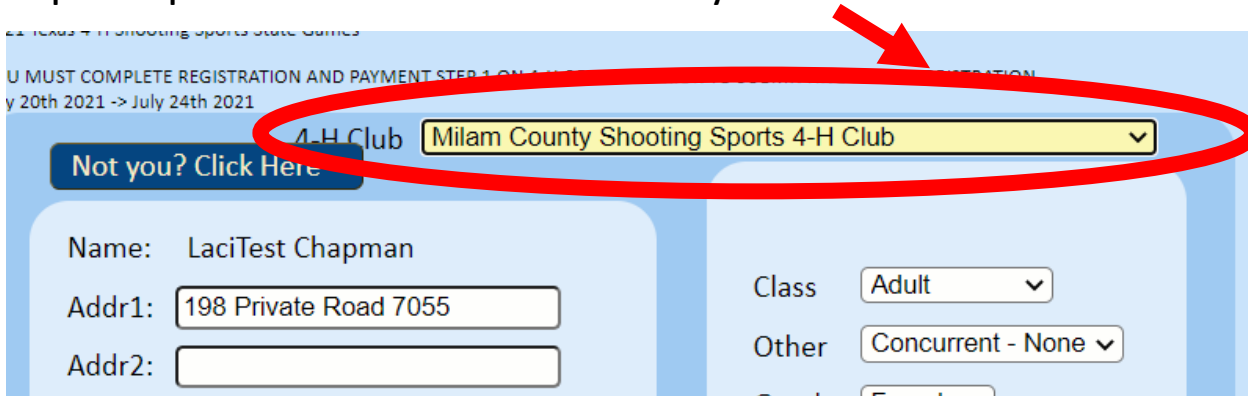 Texas 4-H Shooting Sports State Games
U MUST COMPLETE REGISTRATION AND PAYMENT STEP 1 ON
y 20th 2021 -> July 24th 2021
4-H Club Milam County Shooting Sports 4-H Club
Not you? Click Here
Name: LaciTest Chapman
Class Adult
Addr1: 198 Private Road 7055
Other Concurrent - None
Addr2: